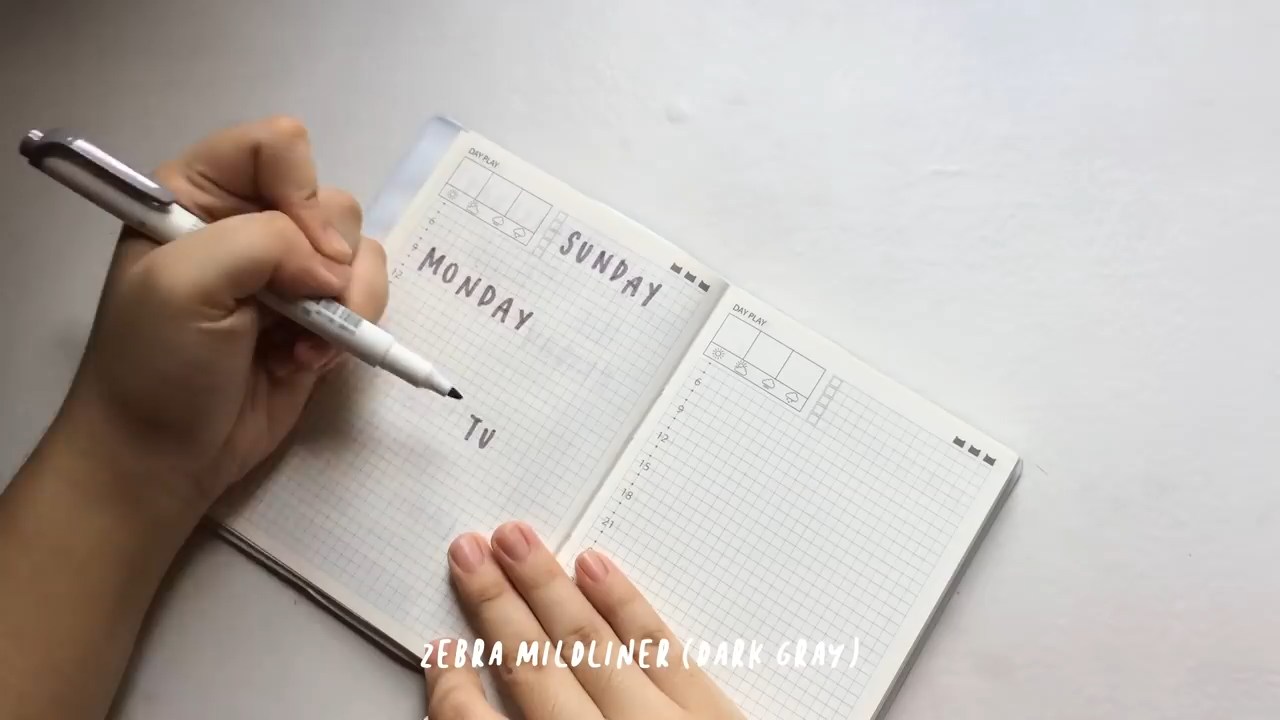 DAY PLAY
SUNDAY
6
9
12
MONDAY
TU
DAY PLAY
6
9
12
15
18
21
ZEBRA MILDLINER (DARK GRAY)